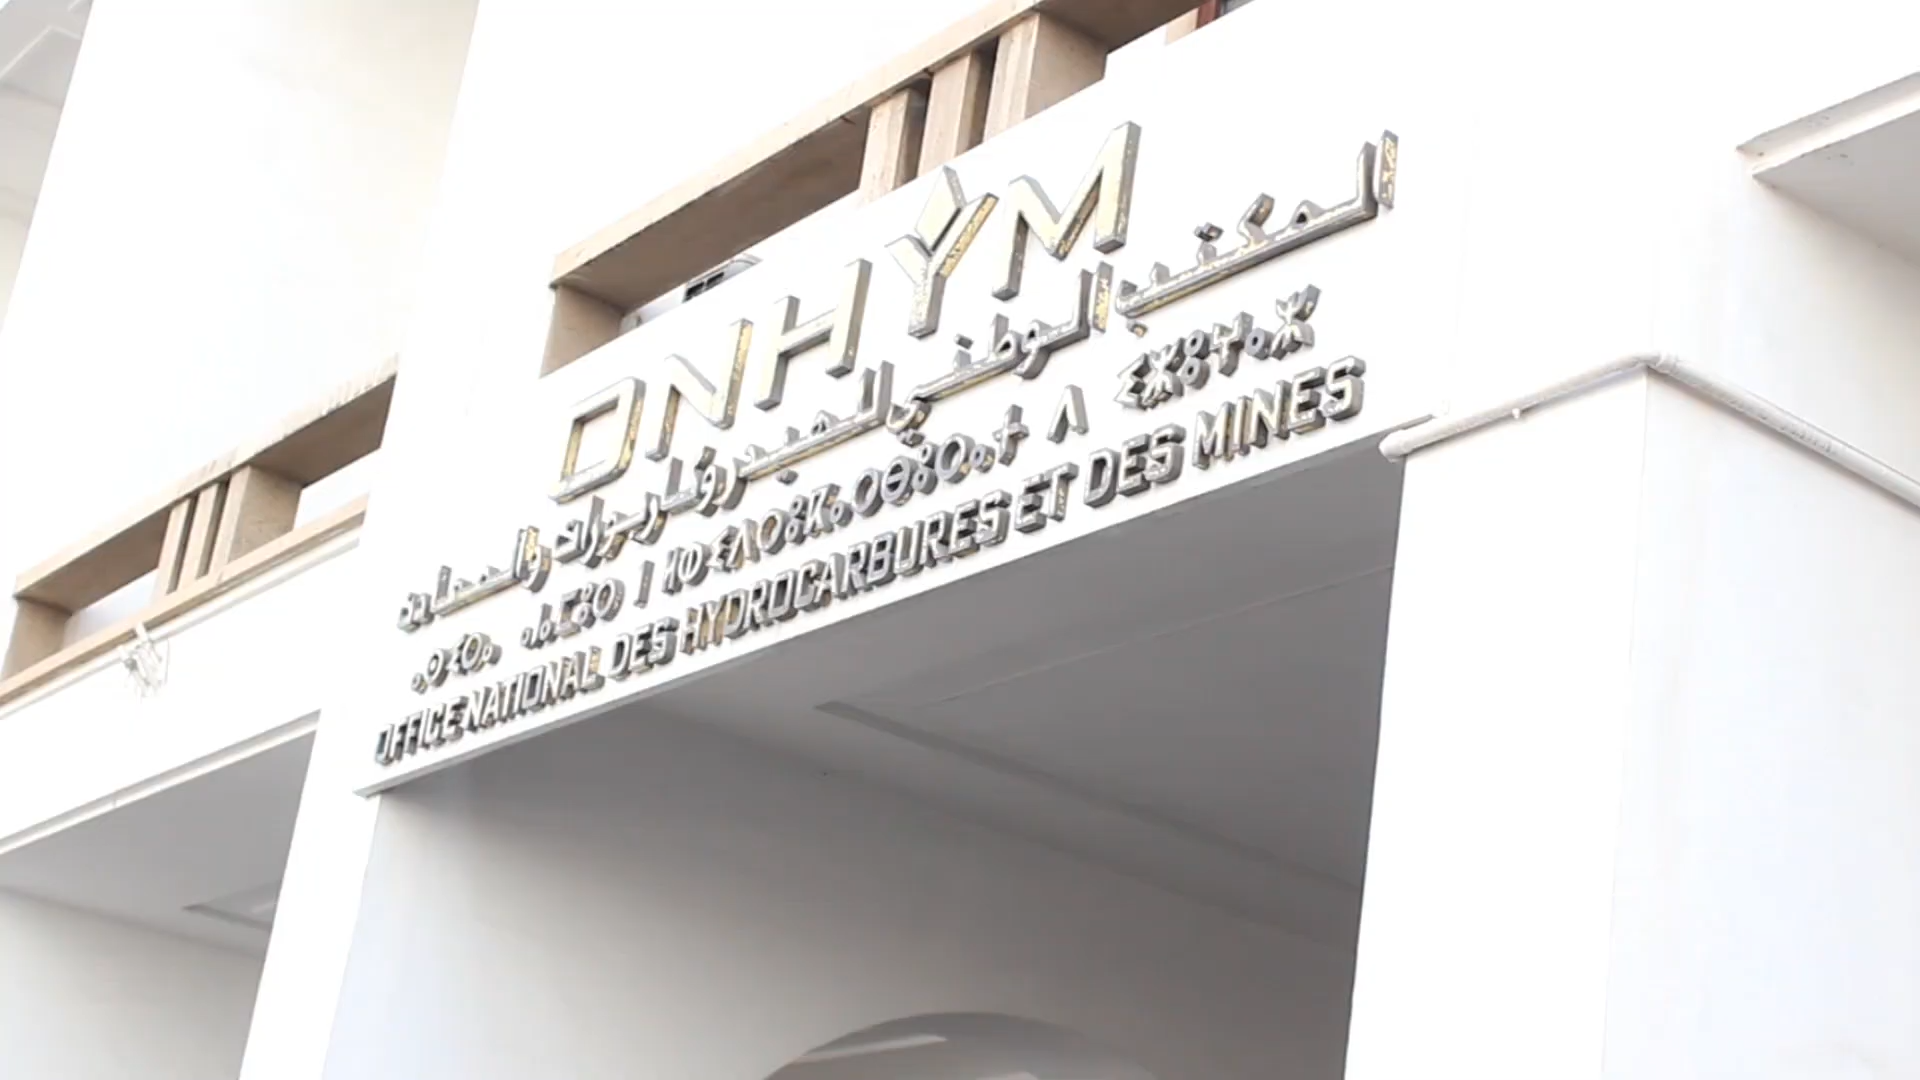 ONHYM
المكتب الوطني للهيدروكاربورات والمعادن
ⴷ
OFFICE NATIONAL DES HYDROCARBURES ET DES MINES